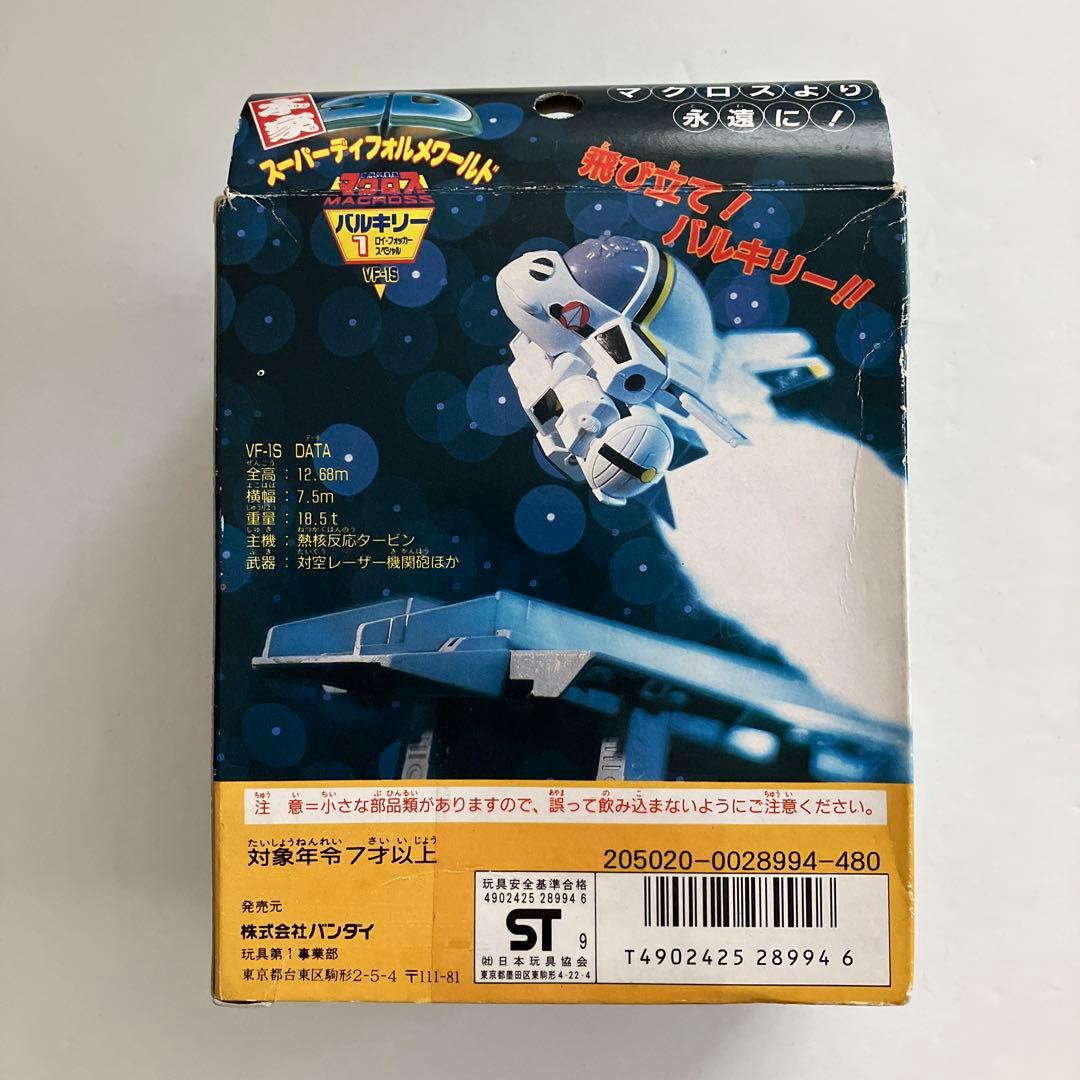 本家
SD
スーパーディフォルメワールド
マクロス
MACROSS
バルキリー
1 ロイ・フォッカー
スペシャル
VF-1S
マクロスより
永遠に!
飛び立て!
バルキリー!!
VF-1S DATA
全高:12.68m
横幅:7.5m
重量:18.5t
主機:熱核反応タービン
武器:対空レーザー機関砲ほか
注 意=小さな部品類がありますので、誤って飲み込まないようにご注意ください。
対象年令7才以上
205020-0028994-480
発売元
株式会社バンダイ
玩具第1事業部
東京都台東区駒形2-5-4 〒111-81
玩具安全基準合格
4902425 28994 6
ST 9
㈳日本玩具協会
東京都墨田区東駒形4-22-4
T4902425 28994 6